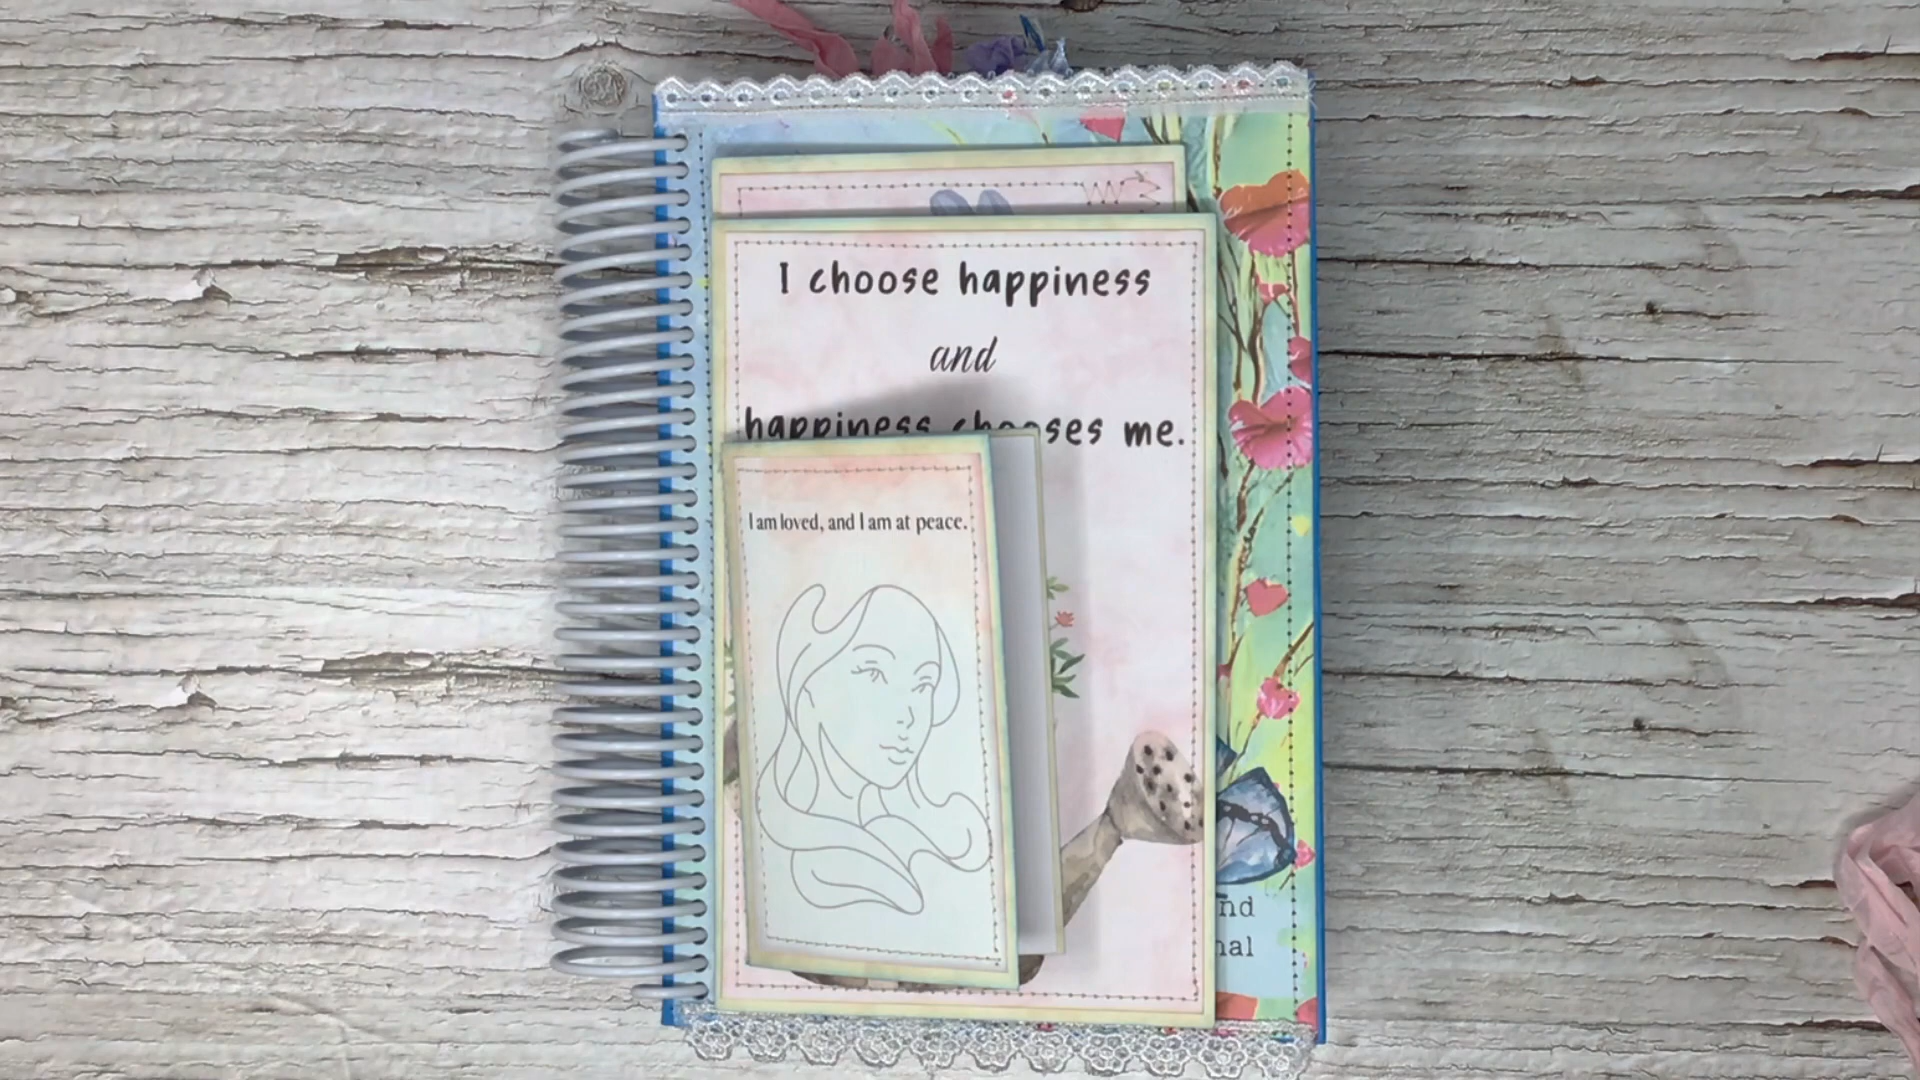 I choose happiness
and
happiness chooses me.
I am loved, and I am at peace.
nd
nal